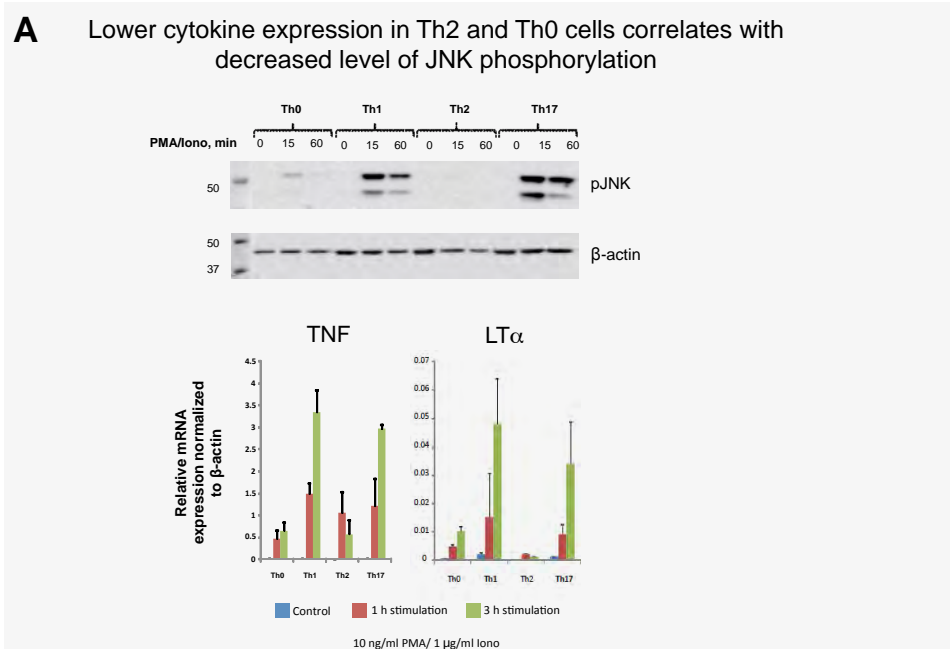 A
Lower cytokine expression in Th2 and Th0 cells correlates with
decreased level of JNK phosphorylation
Th0 Th1 Th2 Th17
PMA/Iono, min 0 15 60 0 15 60 0 15 60 0 15 60
50 pJNK
50
37 β-actin
TNF LTα
Relative mRNA
expression normalized
to β-actin
4.5
4
3.5
3
2.5
2
1.5
1
0.5
0
Th0 Th1 Th2 Th17
0.07
0.06
0.05
0.04
0.03
0.02
0.01
0
Th0 Th1 Th2 Th17
Control 1 h stimulation 3 h stimulation
10 ng/ml PMA/ 1 µg/ml Iono